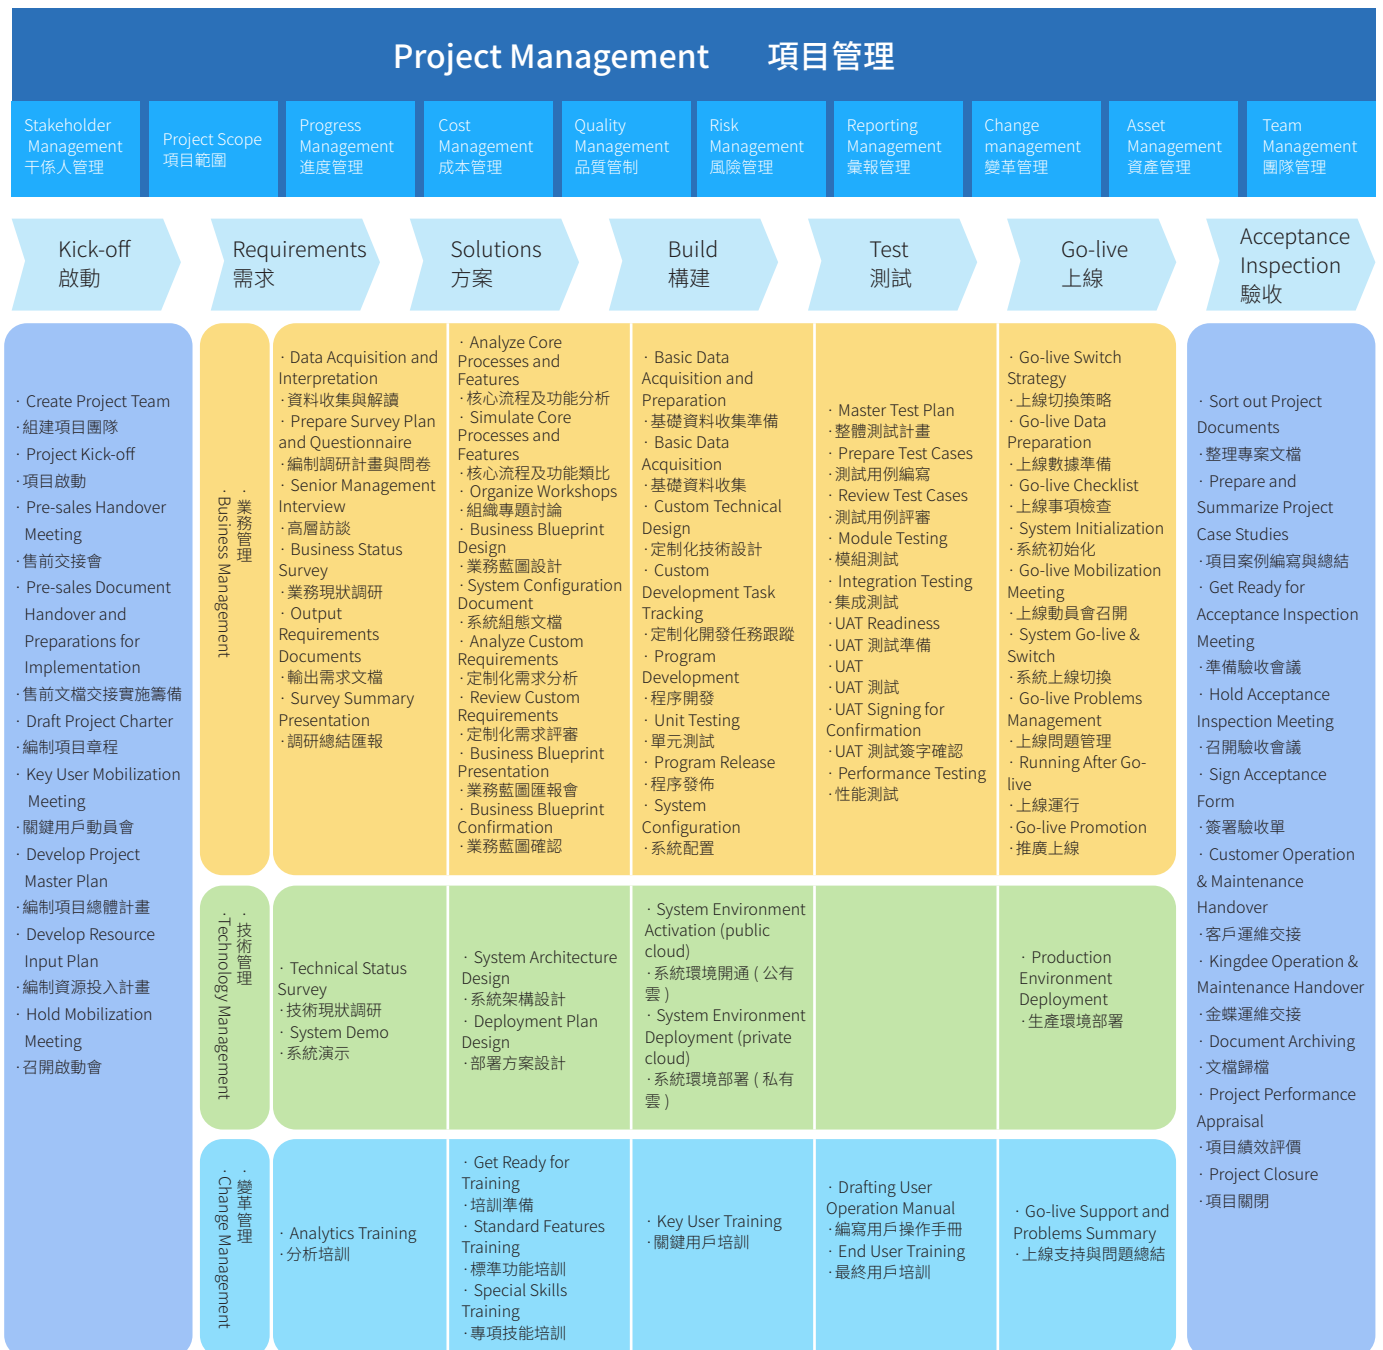 Project Management 項目管理
Stakeholder
Management
干係人管理
Project Scope
項目範圍
Progress
Management
進度管理
Cost
Management
成本管理
Quality
Management
品質管制
Risk
Management
風險管理
Reporting
Management
彙報管理
Change
management
變革管理
Asset
Management
資產管理
Team
Management
團隊管理
Kick-off
啟動
Requirements
需求
Solutions
方案
Build
構建
Test
測試
Go-live
上線
Acceptance
Inspection
驗收
· Create Project Team
·組建項目團隊
· Project Kick-off
·項目啟動
· Pre-sales Handover
Meeting
·售前交接會
· Pre-sales Document
Handover and
Preparations for
Implementation
·售前文檔交接實施籌備
· Draft Project Charter
·編制項目章程
· Key User Mobilization
Meeting
·關鍵用戶動員會
· Develop Project
Master Plan
·編制項目總體計畫
· Develop Resource
Input Plan
·編制資源投入計畫
· Hold Mobilization
Meeting
·召開啟動會
·業務管理
·Business Management
· Data Acquisition and
Interpretation
·資料收集與解讀
· Prepare Survey Plan
and Questionnaire
·編制調研計畫與問卷
· Senior Management
Interview
·高層訪談
· Business Status
Survey
·業務現狀調研
· Output
Requirements
Documents
·輸出需求文檔
· Survey Summary
Presentation
·調研總結匯報
· Analyze Core
Processes and
Features
·核心流程及功能分析
· Simulate Core
Processes and
Features
·核心流程及功能類比
· Organize Workshops
·組織專題討論
· Business Blueprint
Design
·業務藍圖設計
· System Configuration
Document
·系統組態文檔
· Analyze Custom
Requirements
·定制化需求分析
· Review Custom
Requirements
·定制化需求評審
· Business Blueprint
Presentation
·業務藍圖匯報會
· Business Blueprint
Confirmation
·業務藍圖確認
· Basic Data
Acquisition and
Preparation
·基礎資料收集準備
· Basic Data
Acquisition
·基礎資料收集
· Custom Technical
Design
·定制化技術設計
· Custom
Development Task
Tracking
·定制化開發任務跟蹤
· Program
Development
·程序開發
· Unit Testing
·單元測試
· Program Release
·程序發佈
· System
Configuration
·系統配置
· Master Test Plan
·整體測試計畫
· Prepare Test Cases
·測試用例編寫
· Review Test Cases
·測試用例評審
· Module Testing
·模組測試
· Integration Testing
·集成測試
·UAT Readiness
·UAT 測試準備
·UAT
·UAT 測試
·UAT Signing for
Confirmation
·UAT 測試簽字確認
· Performance Testing
·性能測試
· Go-live Switch
Strategy
·上線切換策略
· Go-live Data
Preparation
·上線數據準備
· Go-live Checklist
·上線事項檢查
· System Initialization
·系統初始化
· Go-live Mobilization
Meeting
·上線動員會召開
· System Go-live &
Switch
·系統上線切換
· Go-live Problems
Management
·上線問題管理
· Running After Go-
live
·上線運行
·Go-live Promotion
·推廣上線
·技術管理
·Technology Management
· Technical Status
Survey
·技術現狀調研
· System Demo
·系統演示
· System Architecture
Design
·系統架構設計
· Deployment Plan
Design
·部署方案設計
· System Environment
Activation (public
cloud)
·系統環境開通 ( 公有
雲 )
· System Environment
Deployment (private
cloud)
·系統環境部署 ( 私有
雲 )
· Production
Environment
Deployment
·生產環境部署
·變革管理
·Change Management
· Analytics Training
·分析培訓
· Get Ready for
Training
·培訓準備
· Standard Features
Training
·標準功能培訓
· Special Skills
Training
·專項技能培訓
· Key User Training
·關鍵用戶培訓
· Drafting User
Operation Manual
·編寫用戶操作手冊
· End User Training
·最終用戶培訓
· Go-live Support and
Problems Summary
·上線支持與問題總結
· Sort out Project
Documents
·整理專案文檔
· Prepare and
Summarize Project
Case Studies
·項目案例編寫與總結
· Get Ready for
Acceptance Inspection
Meeting
·準備驗收會議
· Hold Acceptance
Inspection Meeting
·召開驗收會議
· Sign Acceptance
Form
·簽署驗收單
· Customer Operation
& Maintenance
Handover
·客戶運維交接
· Kingdee Operation &
Maintenance Handover
·金蝶運維交接
· Document Archiving
·文檔歸檔
· Project Performance
Appraisal
·項目績效評價
· Project Closure
·項目關閉